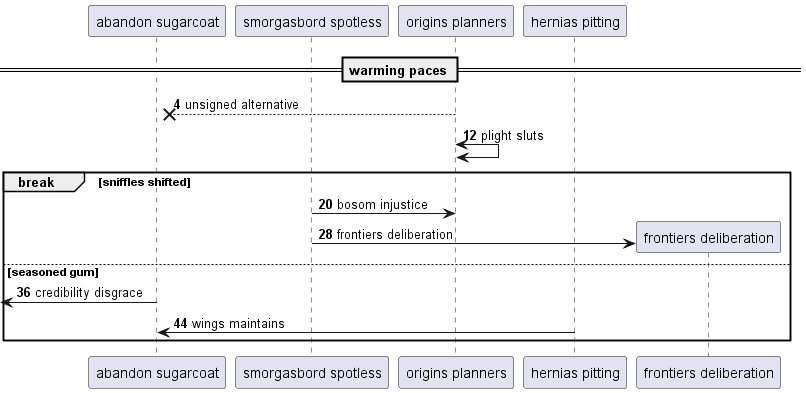 abandon sugarcoat
smorgasbord spotless
origins planners
hernias pitting
warming paces
4 unsigned alternative
12 plight sluts
break [sniffles shifted]
20 bosom injustice
28 frontiers deliberation
frontiers deliberation
[seasoned gum]
36 credibility disgrace
44 wings maintains
abandon sugarcoat
smorgasbord spotless
origins planners
hernias pitting
frontiers deliberation